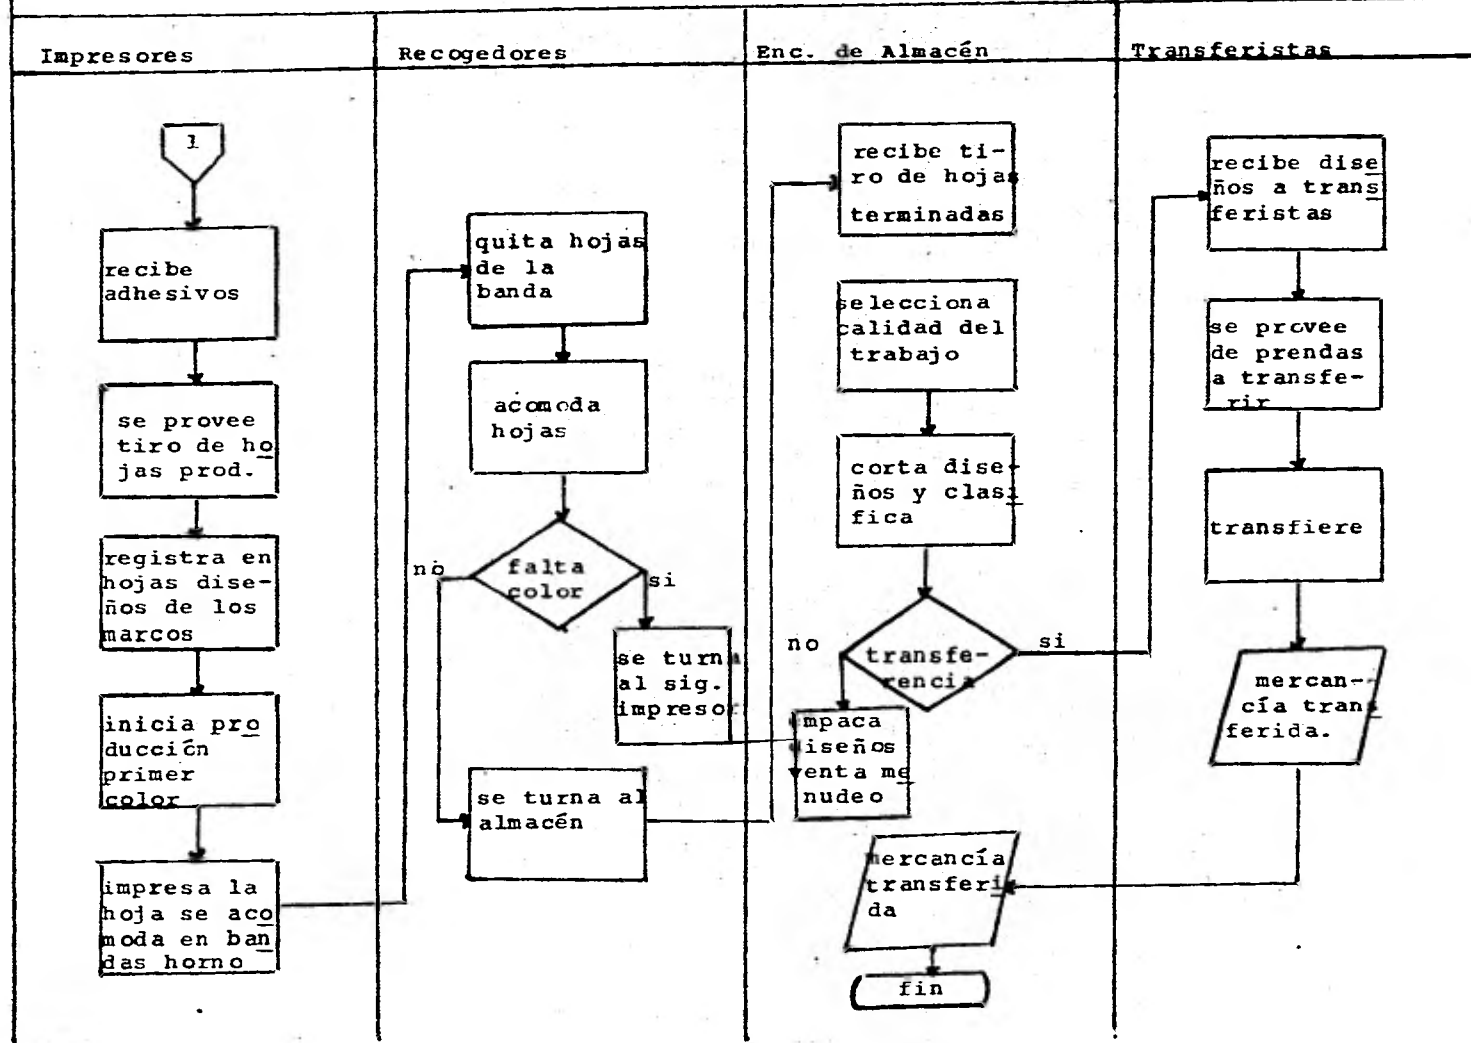 Impresores
Recogedores
Enc. de Almacén
Transferistas
1
recibe
adhesivos
se provee
tiro de ho
jas prod.
registra en
hojas dise-
ños de los
marcos
inicia pro
ducción
primer
color
impresa la
hoja se aco
moda en ban
das horno
quita hojas
de la
banda
acomoda
hojas
falta
color
no
si
se turna
al sig.
impresor
se turna al
almacén
recibe ti-
ro de hojas
terminadas
selecciona
calidad del
trabajo
corta dise-
ños y clasi
fica
transfe-
rencia
no
si
mpaca
iseños
enta me
nudeo
mercancía
transferi
da
fin
recibe dise
ños a trans
feristas
se provee
de prendas
a transfe-
rir
transfiere
mercan-
cía trans
ferida.